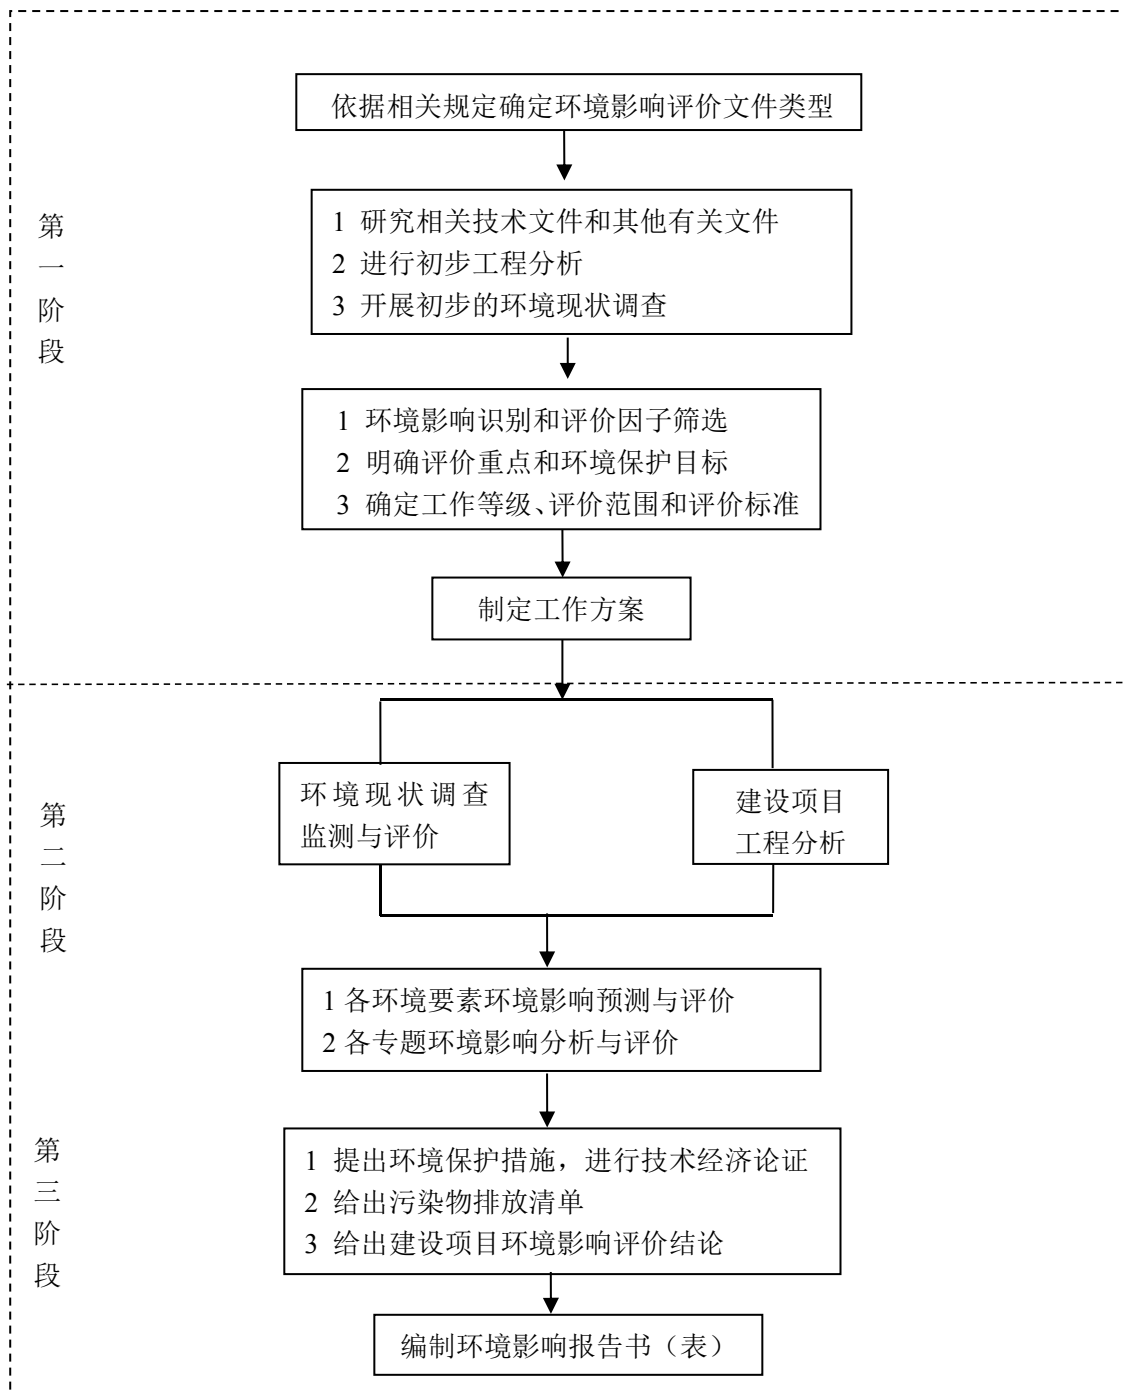 依据相关规定确定环境影响评价文件类型
第一阶段
1 研究相关技术文件和其他有关文件
2 进行初步工程分析
3 开展初步的环境现状调查
1 环境影响识别和评价因子筛选
2 明确评价重点和环境保护目标
3 确定工作等级、评价范围和评价标准
制定工作方案
第二阶段
环境现状调查
监测与评价
建设项目
工程分析
1 各环境要素环境影响预测与评价
2 各专题环境影响分析与评价
第三阶段
1 提出环境保护措施，进行技术经济论证
2 给出污染物排放清单
3 给出建设项目环境影响评价结论
编制环境影响报告书（表）